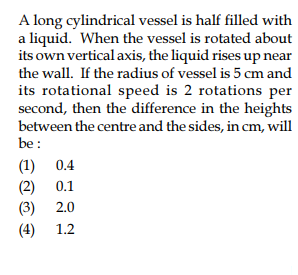 A long cylindrical vessel is half filled with
a liquid. When the vessel is rotated about
its own vertical axis, the liquid rises up near
the wall. If the radius of vessel is 5 cm and
its rotational speed is 2 rotations per
second, then the difference in the heights
between the centre and the sides, in cm, will
be :
(1) 0.4
(2) 0.1
(3) 2.0
(4) 1.2